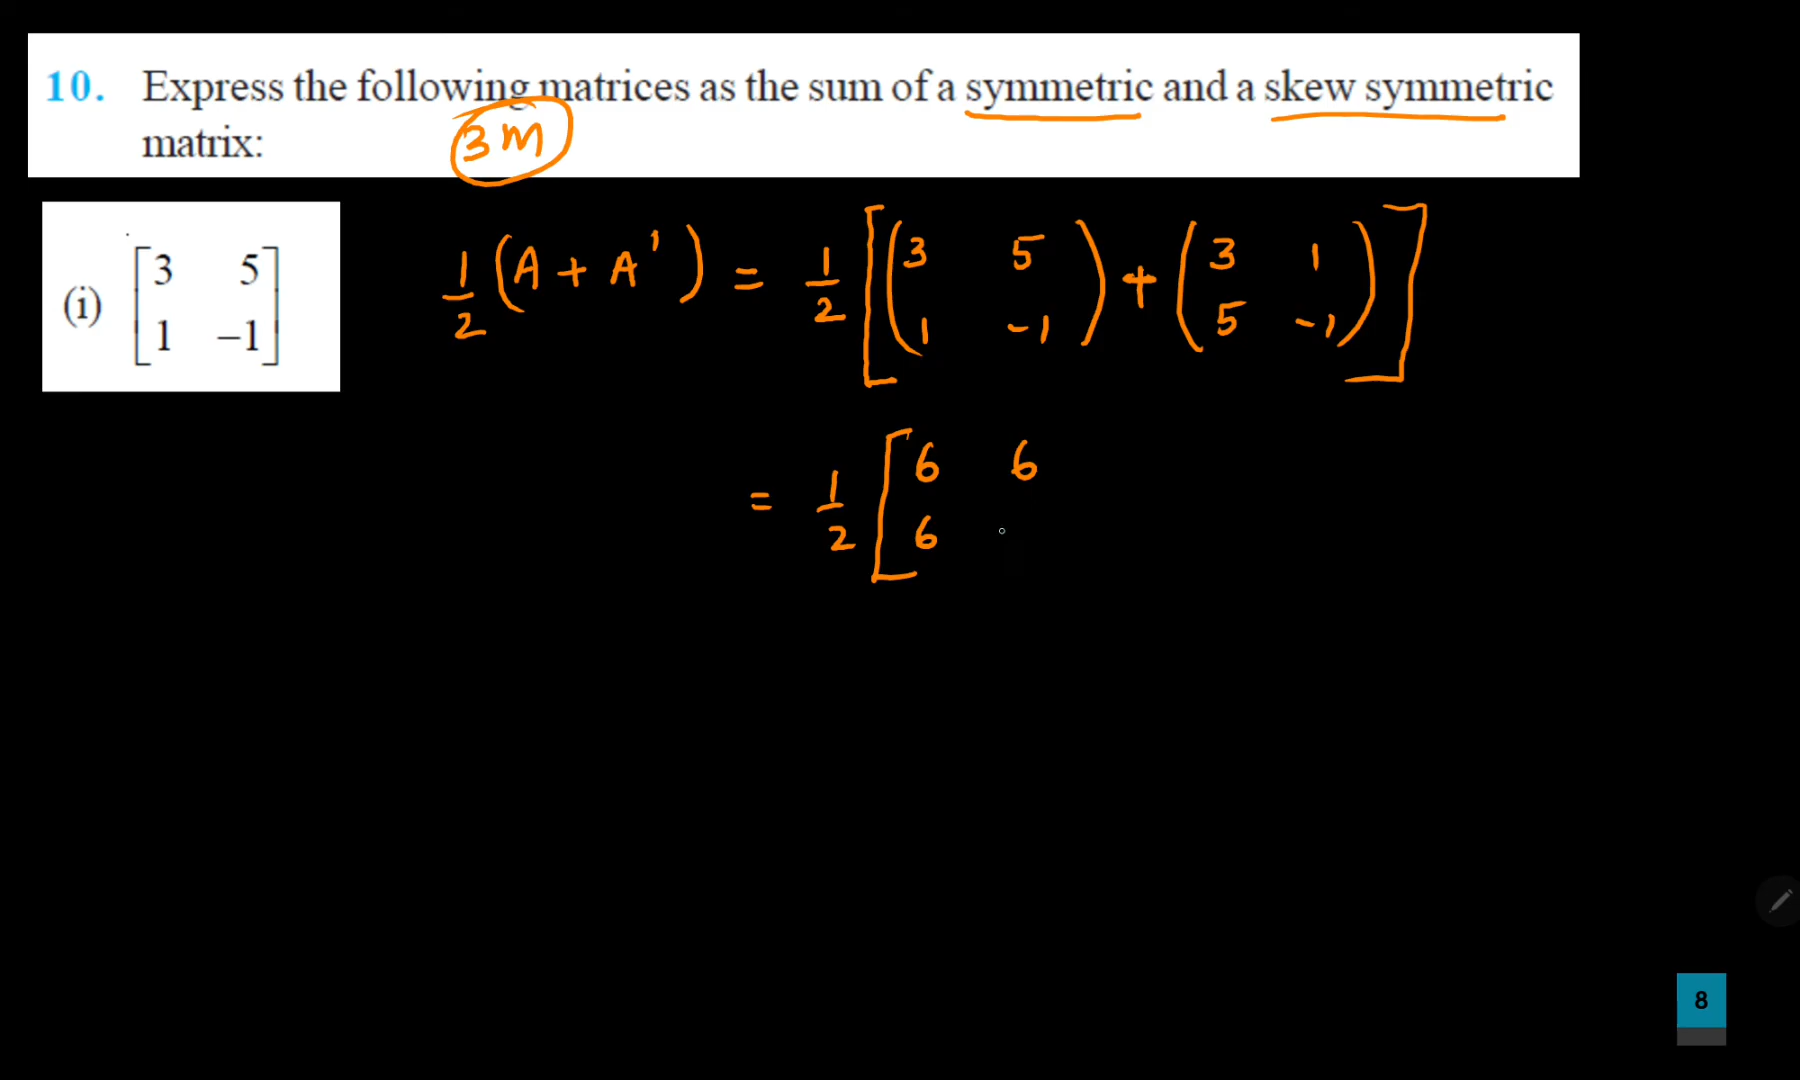 10. Express the following matrices as the sum of a symmetric and a skew symmetric
matrix:
3 M
(i) [3 5; 1 –1]
1/2 (A + A') = 1/2 [(3 5; 1 -1) + (3 1; 5 -1)]
= 1/2 [6 6; 6
8